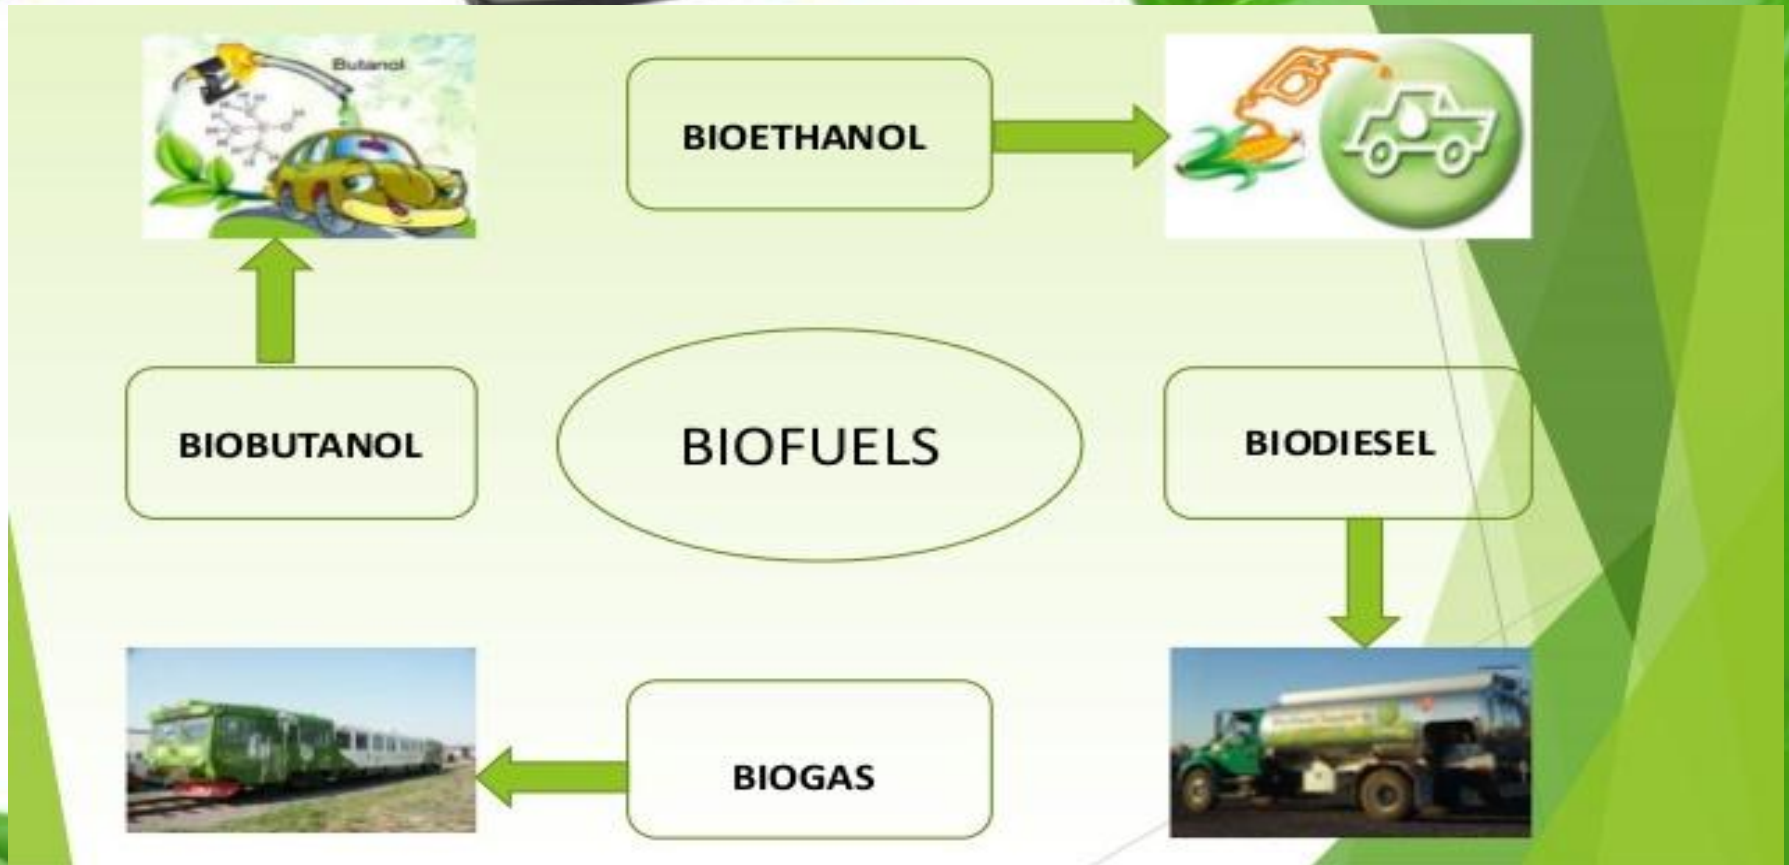 Butanol
BIOETHANOL
BIOBUTANOL
BIOFUELS
BIODIESEL
BIOGAS